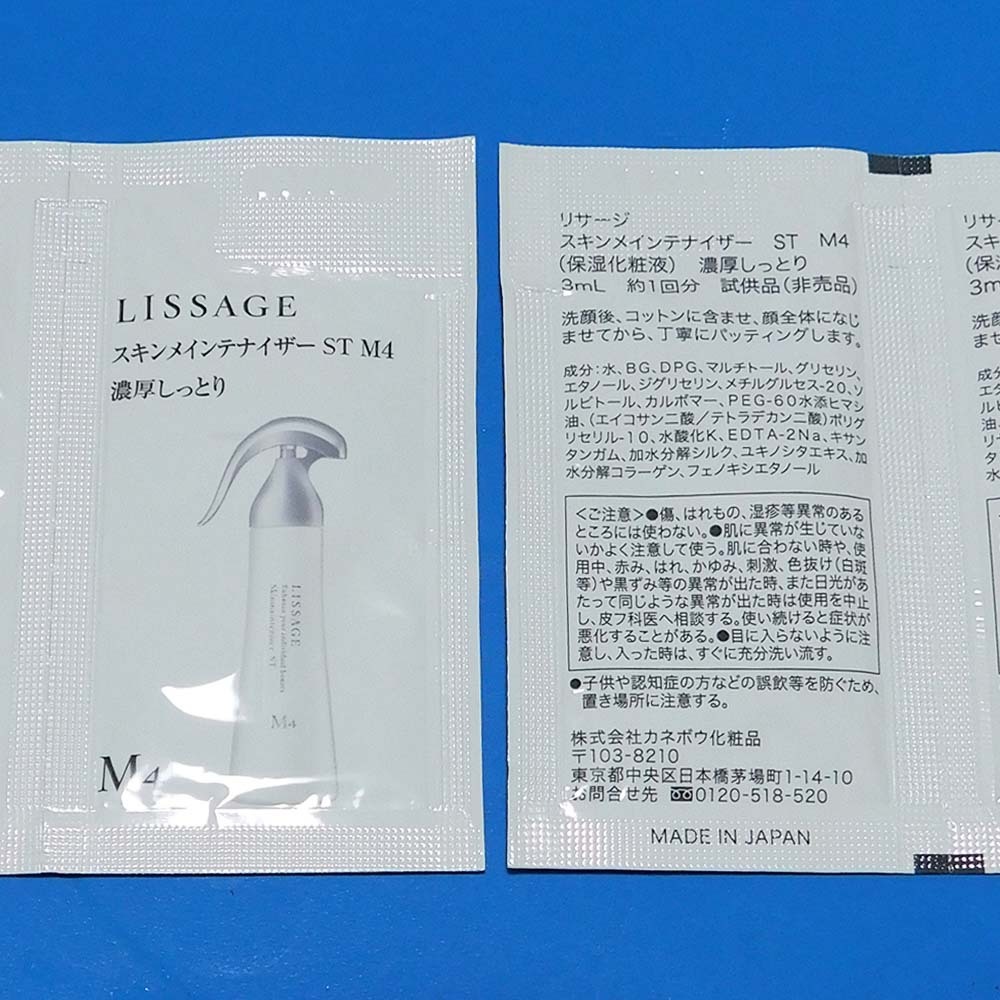 LISSAGE
スキンメインテナイザー ST M4
濃厚しっとり
LISSAGE
M4
M4
リサージ
スキンメインテナイザー ST M4
(保湿化粧液) 濃厚しっとり
3mL 約1回分 試供品(非売品)
洗顔後、コットンに含ませ、顔全体になじ
ませてから、丁寧にパッティングします。
成分:水、BG、DPG、マルチトール、グリセリン、
エタノール、ジグリセリン、メチルグルセス-20、ソ
ルビトール、カルボマー、PEG-60水添ヒマシ
油、(エイコサン二酸/テトラデカン二酸)ポリグ
リセリル-10、水酸化K、EDTA-2Na、キサン
タンガム、加水分解シルク、ユキノシタエキス、加
水分解コラーゲン、フェノキシエタノール
<ご注意>●傷、はれもの、湿疹等異常のある
ところには使わない。●肌に異常が生じていな
いかよく注意して使う。肌に合わない時や、使
用中、赤み、はれ、かゆみ、刺激、色抜け(白斑
等)や黒ずみ等の異常が出た時、また日光があ
たって同じような異常が出た時は使用を中止
し、皮フ科医へ相談する。使い続けると症状が
悪化することがある。●目に入らないように注
意し、入った時は、すぐに充分洗い流す。
●子供や認知症の方などの誤飲等を防ぐため、
置き場所に注意する。
株式会社カネボウ化粧品
〒103-8210
東京都中央区日本橋茅場町1-14-10
お問合せ先 0120-518-520
MADE IN JAPAN
リサー
スキ
(保
3m
洗顔
ませ